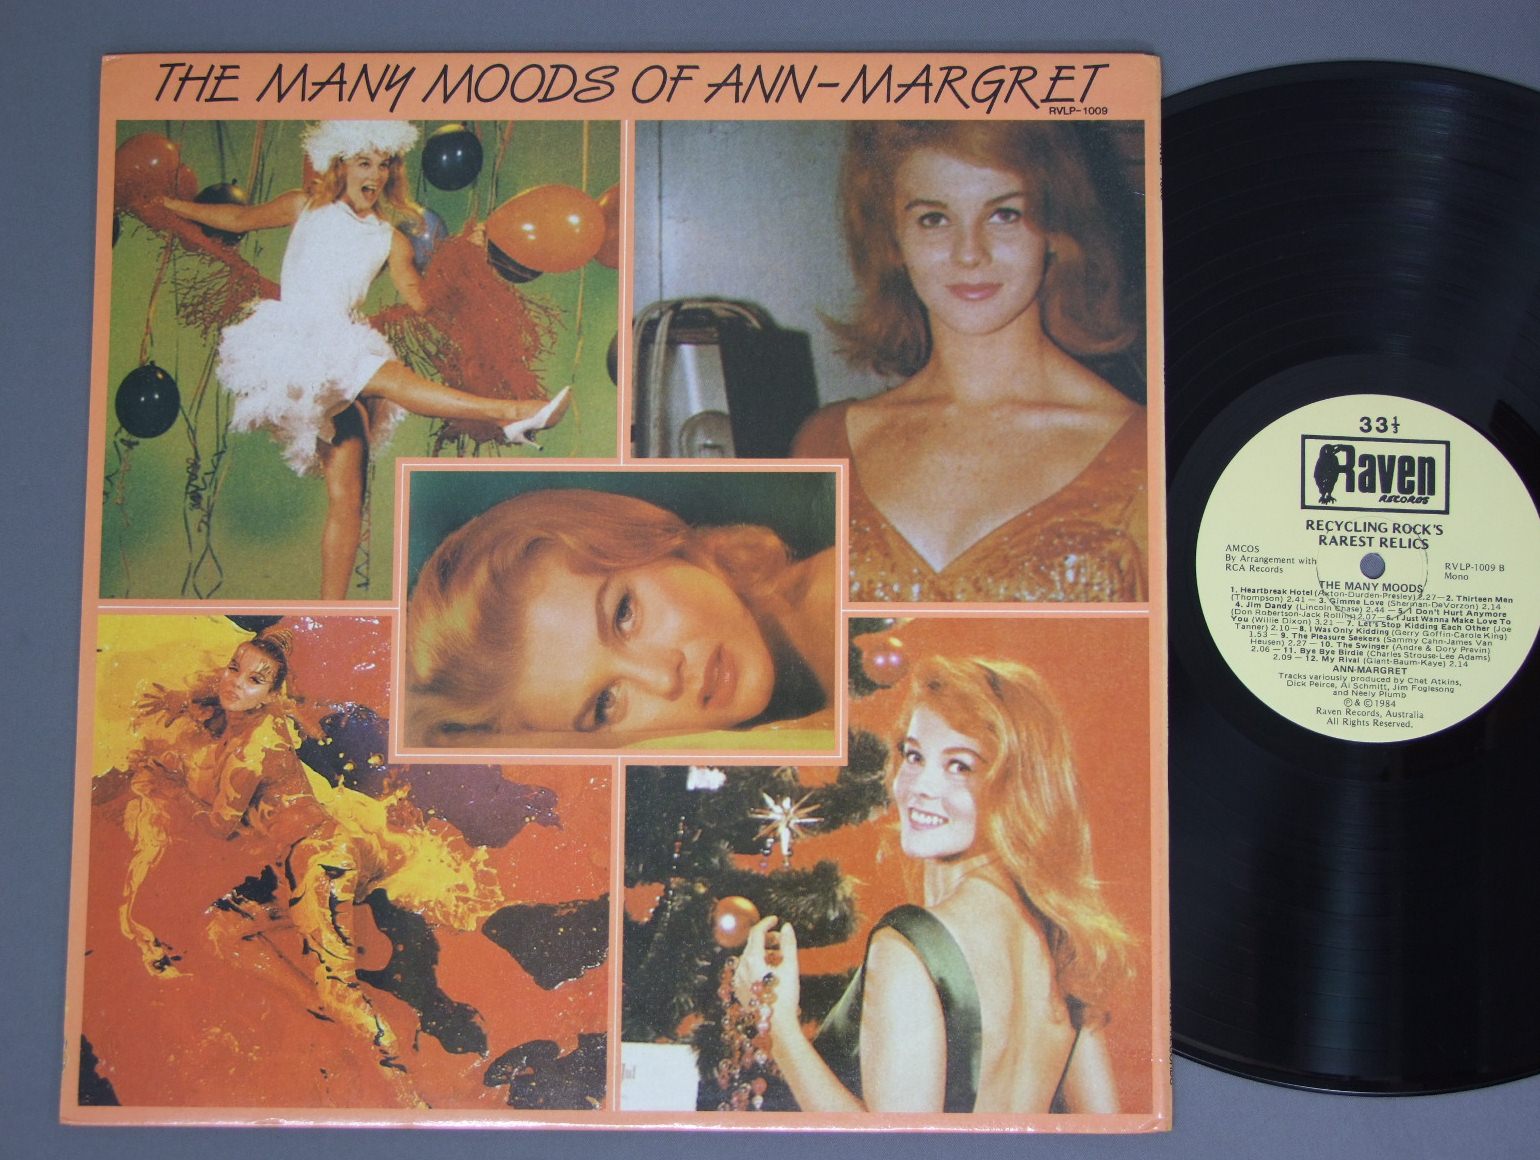 THE MANY MOODS OF ANN-MARGRET
RVLP-1009
33⅓
Raven
RECORDS
RECYCLING ROCK'S
RAREST RELICS
AMCOS
By Arrangement with
RCA Records
RVLP-1009 B
Mono
THE MANY MOODS
1. Heartbreak Hotel (Axton-Durden-Presley) 2.27—2. Thirteen Men
(Thompson) 2.41—3. Gimme Love (Sherman-DeVorzon) 2.14
4. Jim Dandy (Lincoln Chase) 2.44—5. I Don't Hurt Anymore
(Don Robertson-Jack Rollins) 2.07—6. I Just Wanna Make Love To
You (Willie Dixon) 3.21—7. Let's Stop Kidding Each Other (Joe
Tanner) 2.10—8. I Was Only Kidding (Gerry Goffin-Carole King)
1.53—9. The Pleasure Seekers (Sammy Cahn-James Van
Heusen) 2.27—10. The Swinger (Andre & Dory Previn)
2.06—11. Bye Bye Birdie (Charles Strouse-Lee Adams)
2.09—12. My Rival (Giant-Baum-Kaye) 2.14
ANN-MARGRET
Tracks variously produced by Chet Atkins,
Dick Peirce, Al Schmitt, Jim Foglesong
and Neely Plumb
℗ & © 1984
Raven Records, Australia
All Rights Reserved.